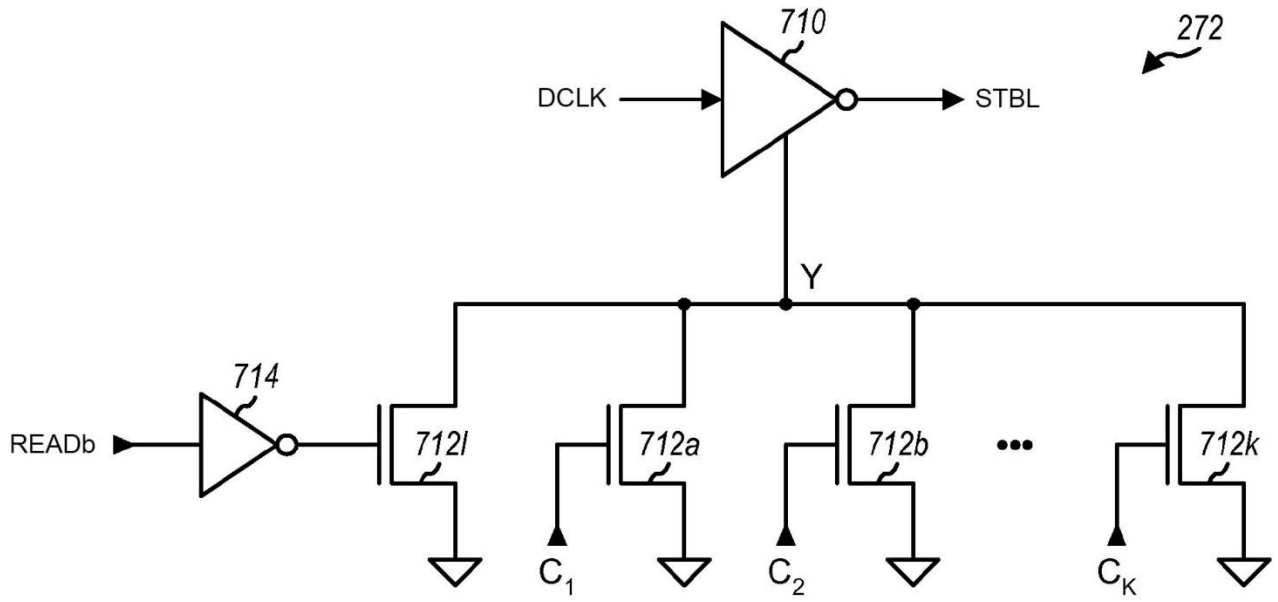 710
272
DCLK
STBL
Y
714
READb
712l
712a
712b
•••
712k
C₁
C₂
Cₖ